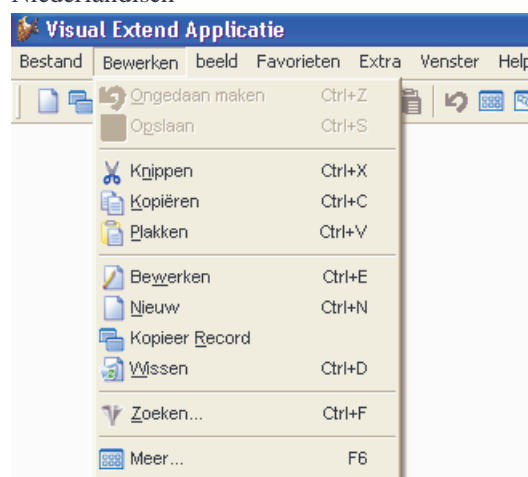 Niederländisch
Visual Extend Applicatie
Bestand Bewerken beeld Favorieten Extra Venster Help
Ongedaan maken Ctrl+Z
Opslaan Ctrl+S
Knippen Ctrl+X
Kopiëren Ctrl+C
Plakken Ctrl+V
Bewerken Ctrl+E
Nieuw Ctrl+N
Kopieer Record
Wissen Ctrl+D
Zoeken... Ctrl+F
Meer... F6